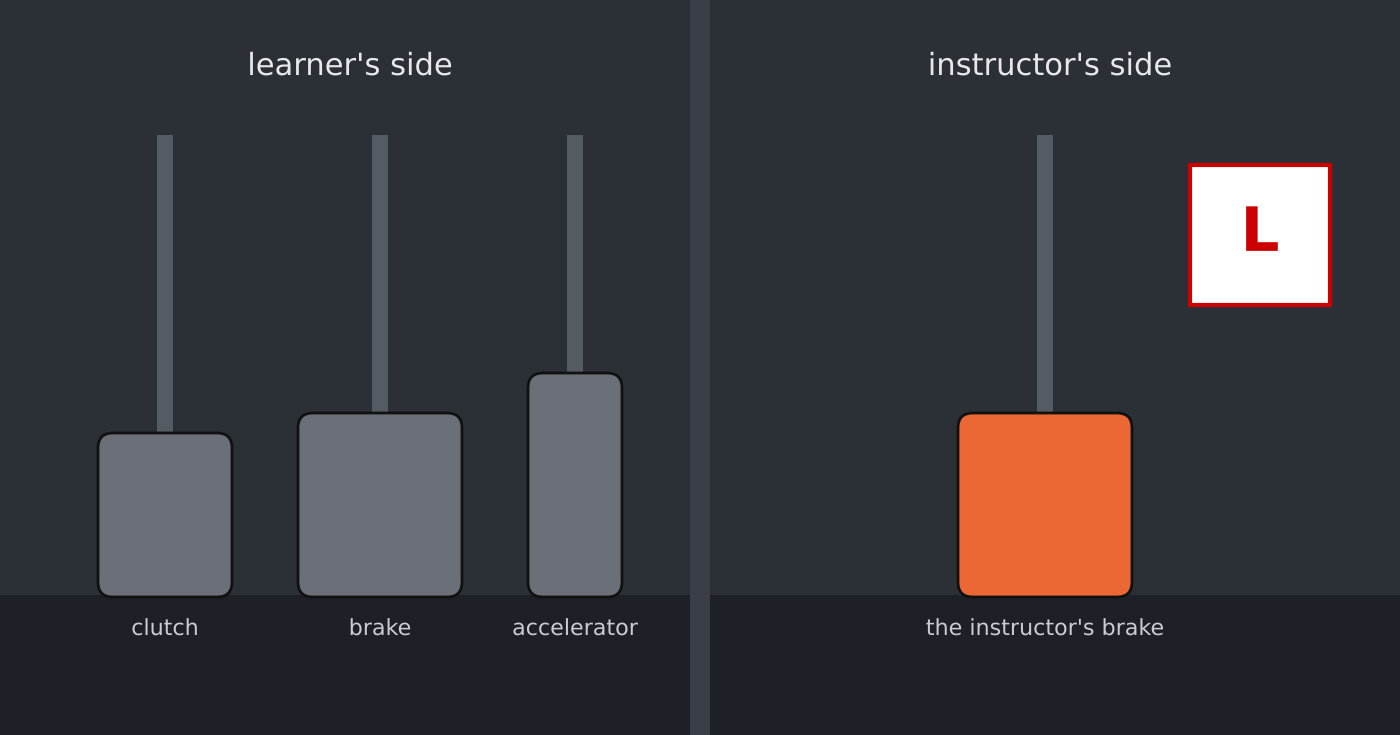 learner's side
instructor's side
L
clutch
brake
accelerator
the instructor's brake